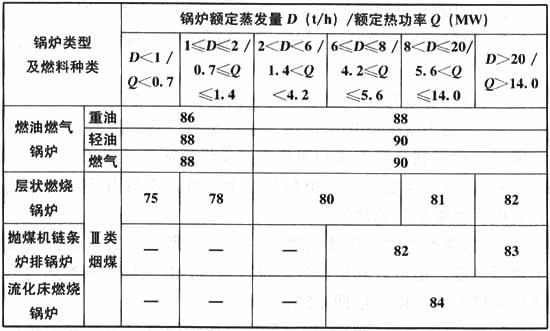 锅炉类型
及燃料种类
锅炉额定蒸发量 D (t/h) /额定热功率 Q (MW)
D<1 /
Q<0.7
1≤D≤2 /
0.7≤Q
≤1.4
2<D<6 /
1.4<Q
<4.2
6≤D≤8 /
4.2≤Q
≤5.6
8<D≤20/
5.6<Q
≤14.0
D>20 /
Q>14.0
燃油燃气
锅炉
重油 86 88
轻油 88 90
燃气 88 90
层状燃烧
锅炉
Ⅲ类
烟煤
75 78 80 81 82
抛煤机链条
炉排锅炉
— — — 82 83
流化床燃烧
锅炉
— — — 84